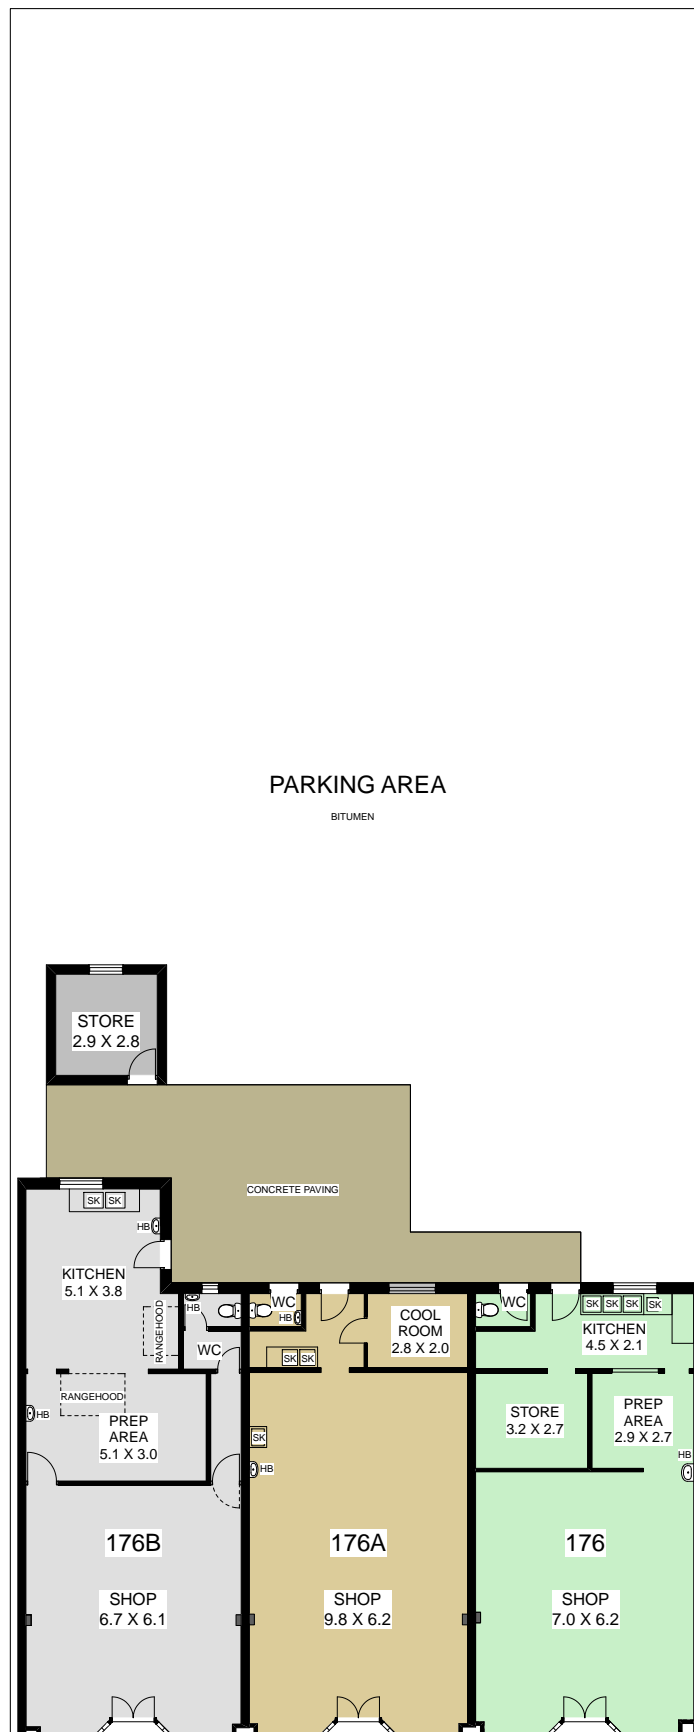 PARKING AREA
BITUMEN
STORE
2.9 X 2.8
CONCRETE PAVING
SK SK
HB
KITCHEN
5.1 X 3.8
RANGEHOOD
HB
WC
RANGEHOOD
HB
PREP
AREA
5.1 X 3.0
176B
SHOP
6.7 X 6.1
WC
HB
COOL
ROOM
2.8 X 2.0
SK SK
SK
HB
176A
SHOP
9.8 X 6.2
WC
SK SK SK SK
KITCHEN
4.5 X 2.1
STORE
3.2 X 2.7
PREP
AREA
2.9 X 2.7
HB
176
SHOP
7.0 X 6.2